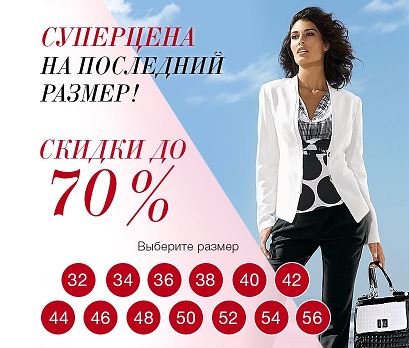 СУПЕРЦЕНА
НА ПОСЛЕДНИЙ
РАЗМЕР!
СКИДКИ ДО
70%
Выберите размер
32 34 36 38 40 42
44 46 48 50 52 54 56